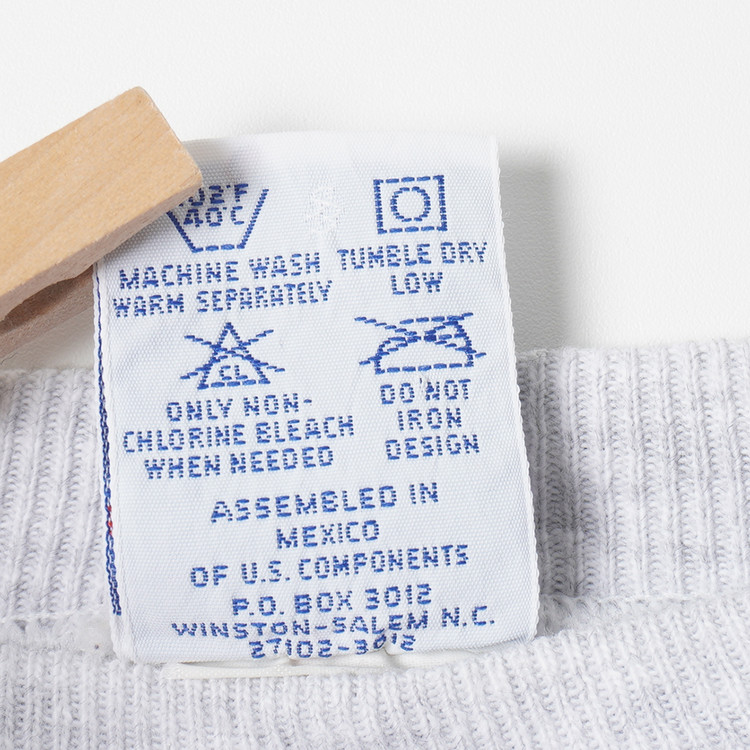 40°C
MACHINE WASH
WARM SEPARATELY
TUMBLE DRY
LOW
CL
ONLY NON-
CHLORINE BLEACH
WHEN NEEDED
DO NOT
IRON
DESIGN
ASSEMBLED IN
MEXICO
OF U.S. COMPONENTS
P.O. BOX 3012
WINSTON-SALEM N.C.
27102-3012